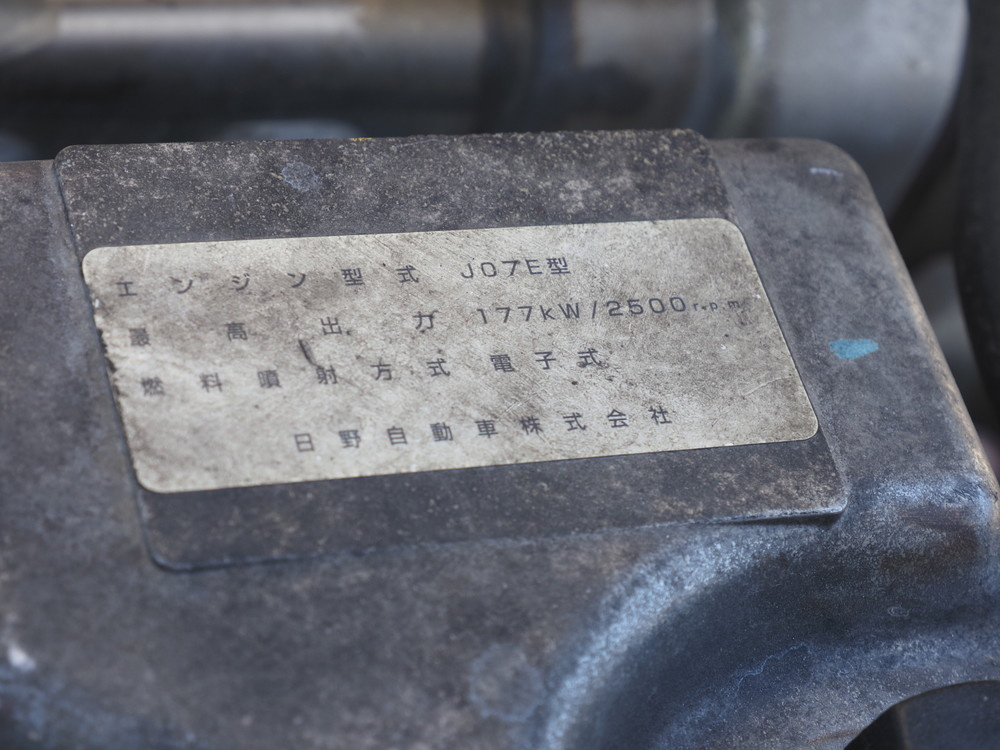 エンジン型式 J07E型
最高出力 177kW/2500r.p.m
燃料噴射方式 電子式
日野自動車株式会社